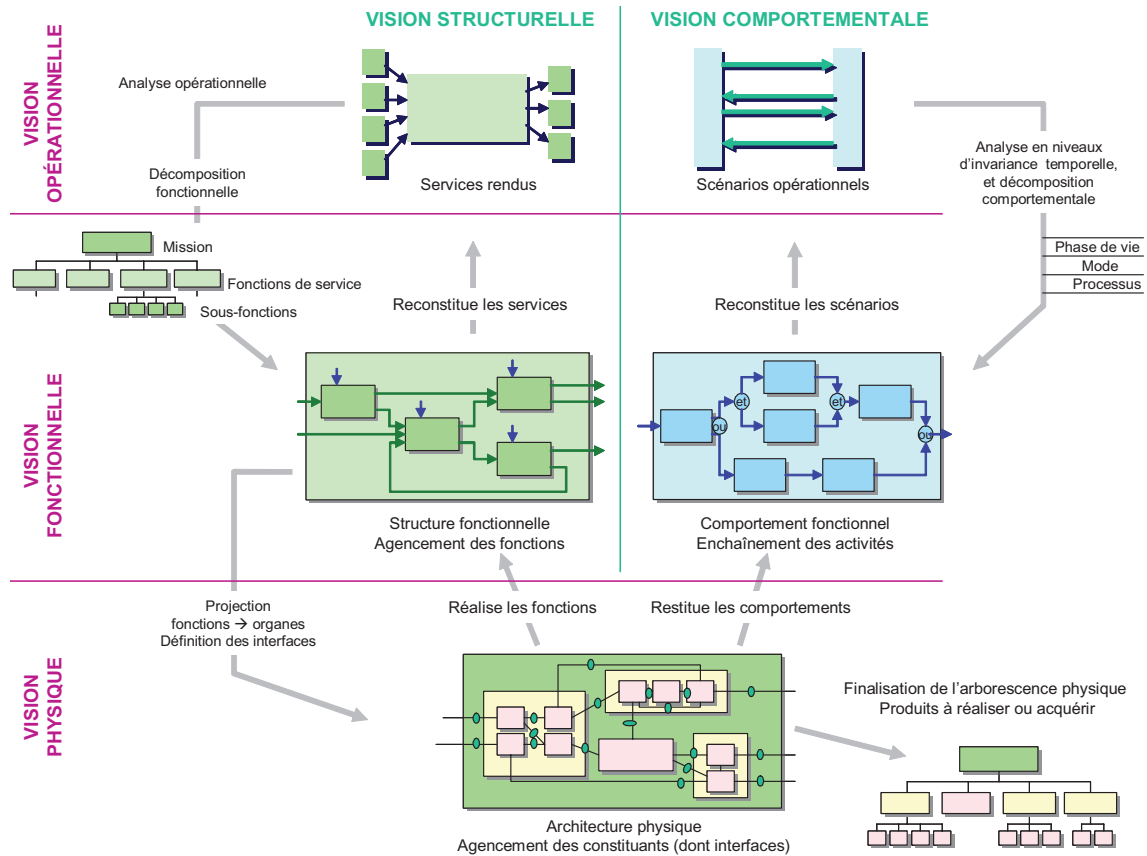 VISION STRUCTURELLE
VISION COMPORTEMENTALE
VISION
OPÉRATIONNELLE
Analyse opérationnelle
Décomposition
fonctionnelle
Services rendus
Scénarios opérationnels
Analyse en niveaux
d'invariance temporelle,
et décomposition
comportementale
Mission
Fonctions de service
Sous-fonctions
Reconstitue les services
Reconstitue les scénarios
Phase de vie
Mode
Processus
VISION
FONCTIONNELLE
et
et
ou
ou
Structure fonctionnelle
Agencement des fonctions
Comportement fonctionnel
Enchaînement des activités
VISION
PHYSIQUE
Projection
fonctions → organes
Définition des interfaces
Réalise les fonctions
Restitue les comportements
Finalisation de l'arborescence physique
Produits à réaliser ou acquérir
Architecture physique
Agencement des constituants (dont interfaces)